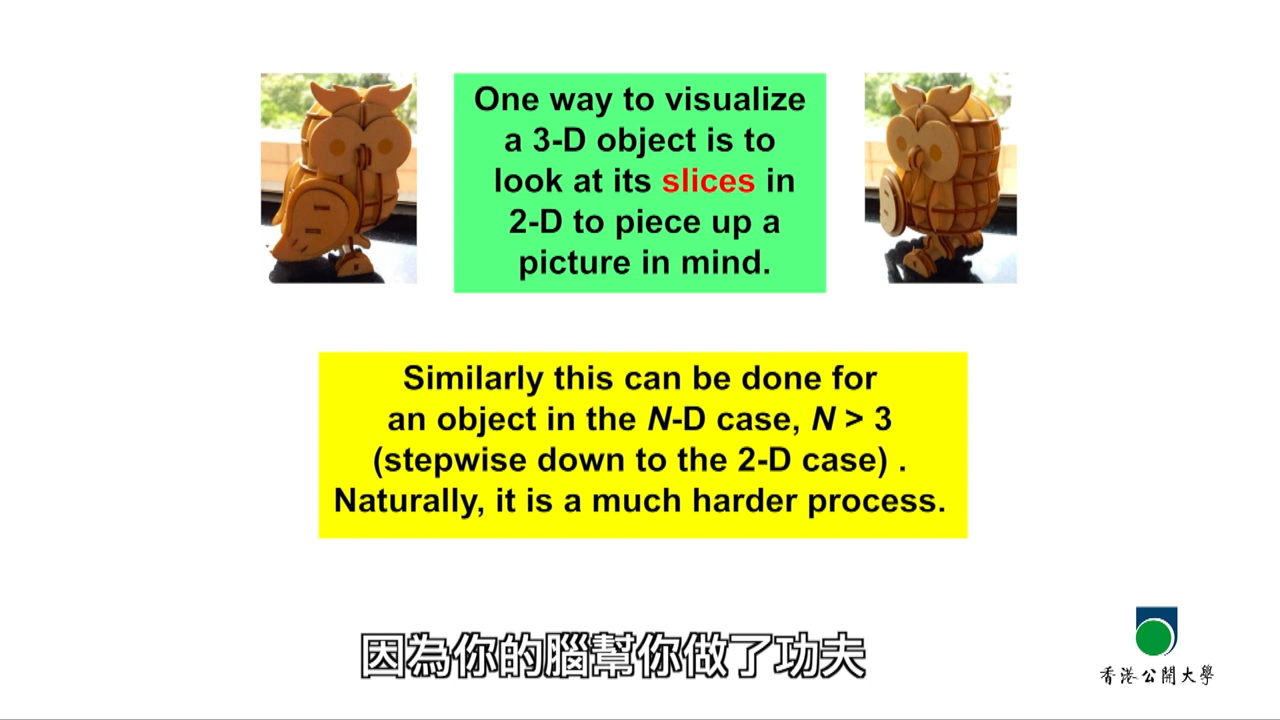 One way to visualize
a 3-D object is to
look at its slices in
2-D to piece up a
picture in mind.
Similarly this can be done for
an object in the N-D case, N > 3
(stepwise down to the 2-D case) .
Naturally, it is a much harder process.
因為你的腦幫你做了功夫
香港公開大學